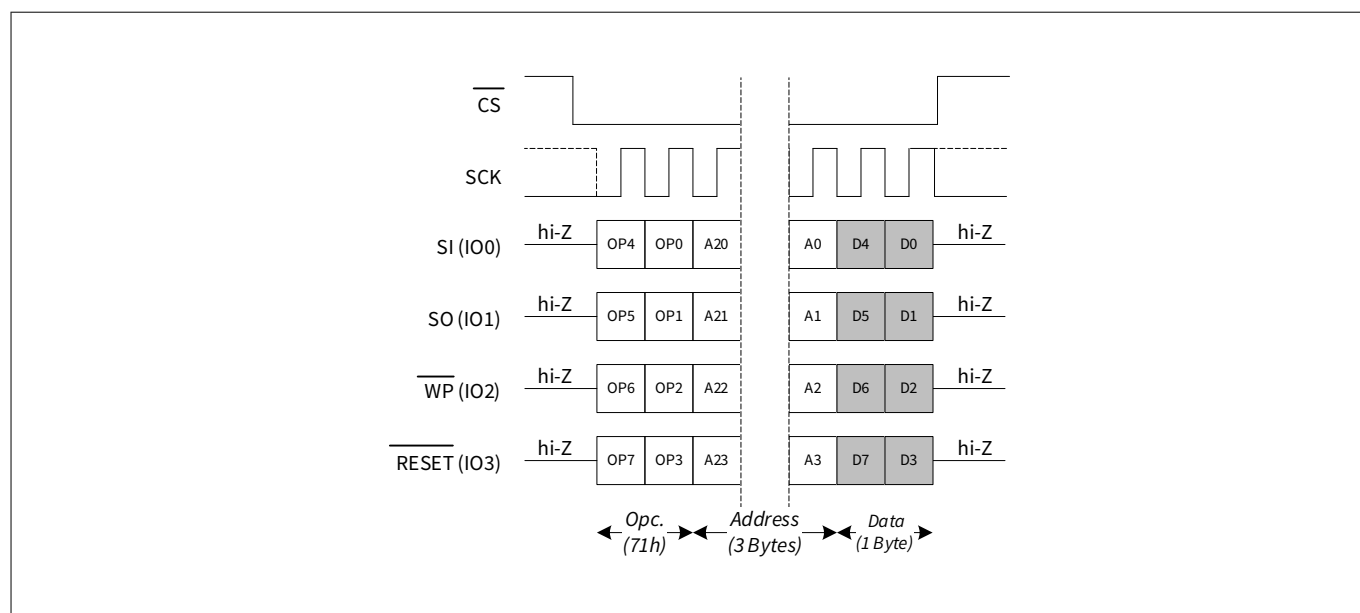 CS
SCK
SI (IO0) hi-Z OP4 OP0 A20 A0 D4 D0 hi-Z
SO (IO1) hi-Z OP5 OP1 A21 A1 D5 D1 hi-Z
WP (IO2) hi-Z OP6 OP2 A22 A2 D6 D2 hi-Z
RESET (IO3) hi-Z OP7 OP3 A23 A3 D7 D3 hi-Z
Opc. Address Data
(71h) (3 Bytes) (1 Byte)